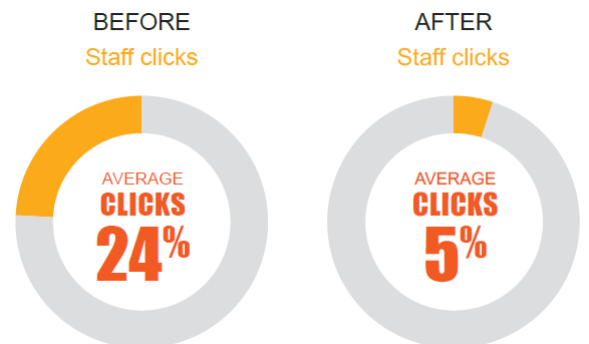 BEFORE
Staff clicks
AVERAGE
CLICKS
24%
AFTER
Staff clicks
AVERAGE
CLICKS
5%